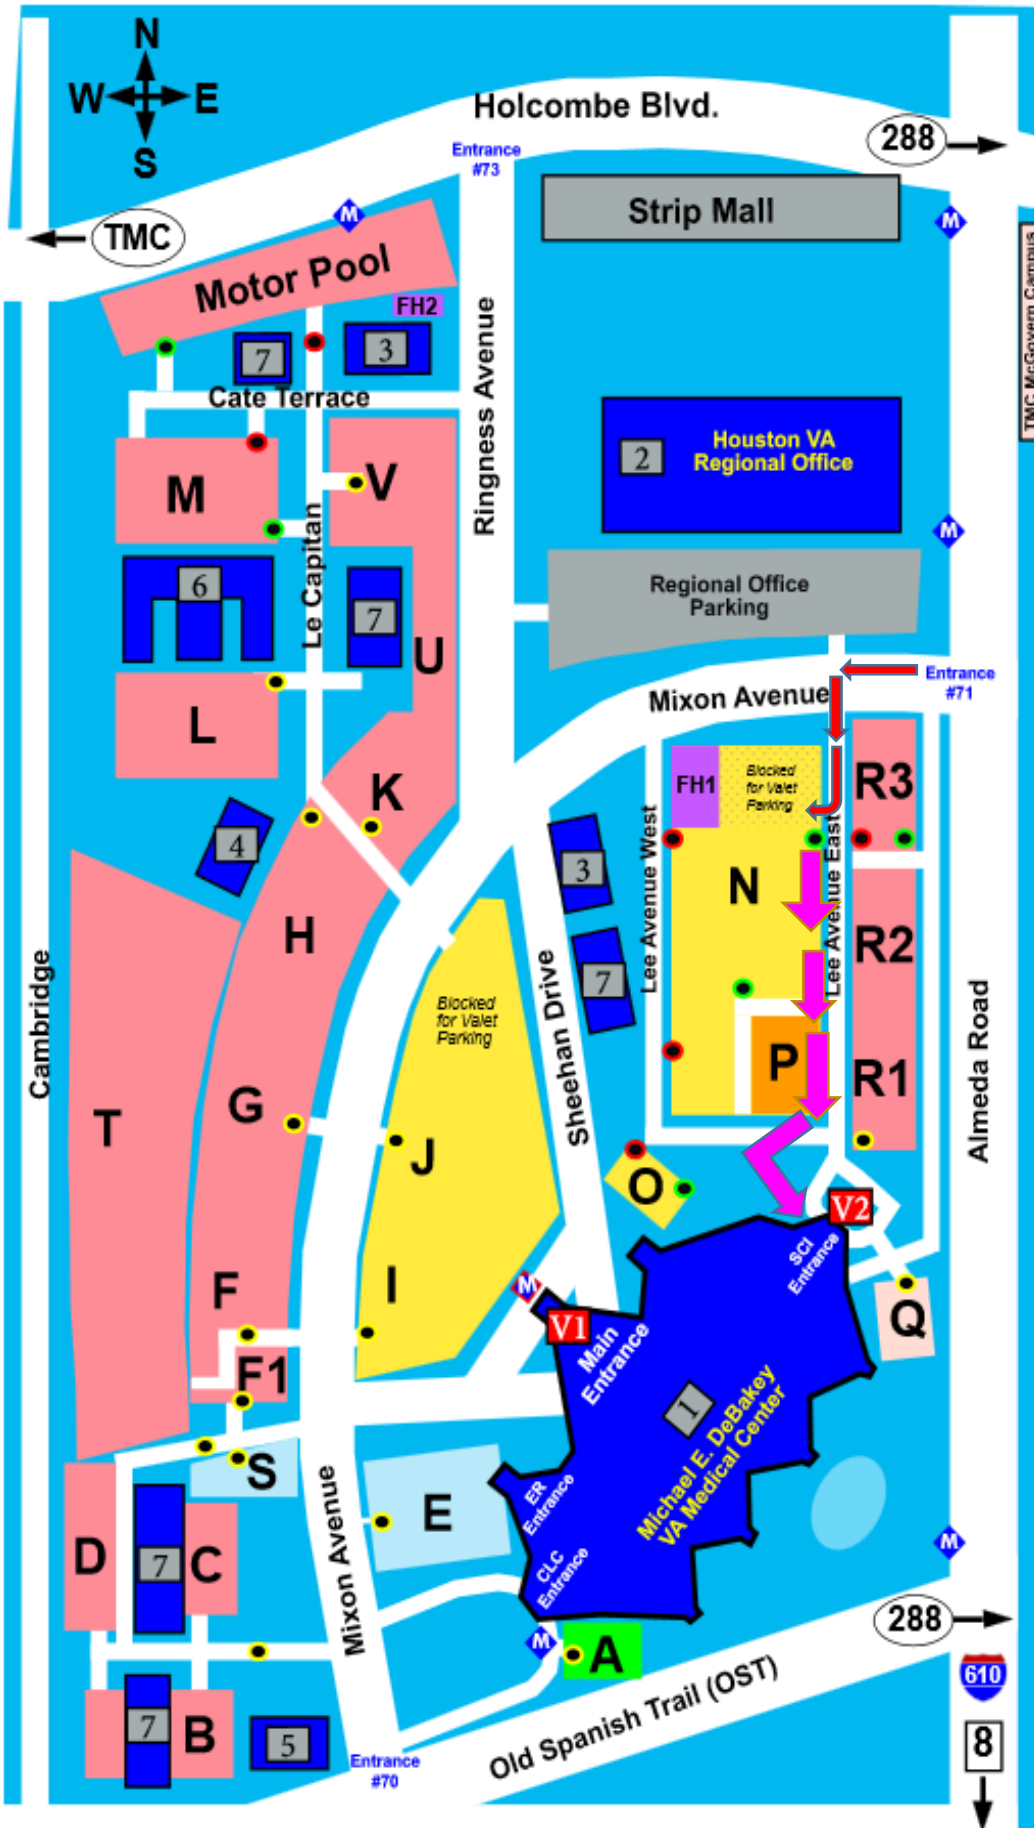 N
W E
S
Holcombe Blvd.
288
Entrance
#73
Strip Mall
M
M
TMC
Motor Pool
FH2
TMC McGovern Campus
7
3
Ringness Avenue
Cate Terrace
Houston VA
Regional Office
2
M
V
M
Le Capitan
6
7
U
Regional Office
Parking
Entrance
#71
Mixon Avenue
L
K
FH1
Blocked
for Valet
Parking
R3
4
3
Lee Avenue West
N
Lee Avenue East
H
R2
7
Cambridge
Blocked
for Valet
Parking
Sheehan Drive
P
R1
Almeda Road
T
G
J
O
V2
SCI
Entrance
F
I
M
V1
Main
Entrance
Q
F1
1
Michael E. DeBakey
VA Medical Center
S
E
ER
Entrance
D
7
C
Mixon Avenue
CLC
Entrance
M
288
M
A
610
Old Spanish Trail (OST)
7
B
5
Entrance
#70
8